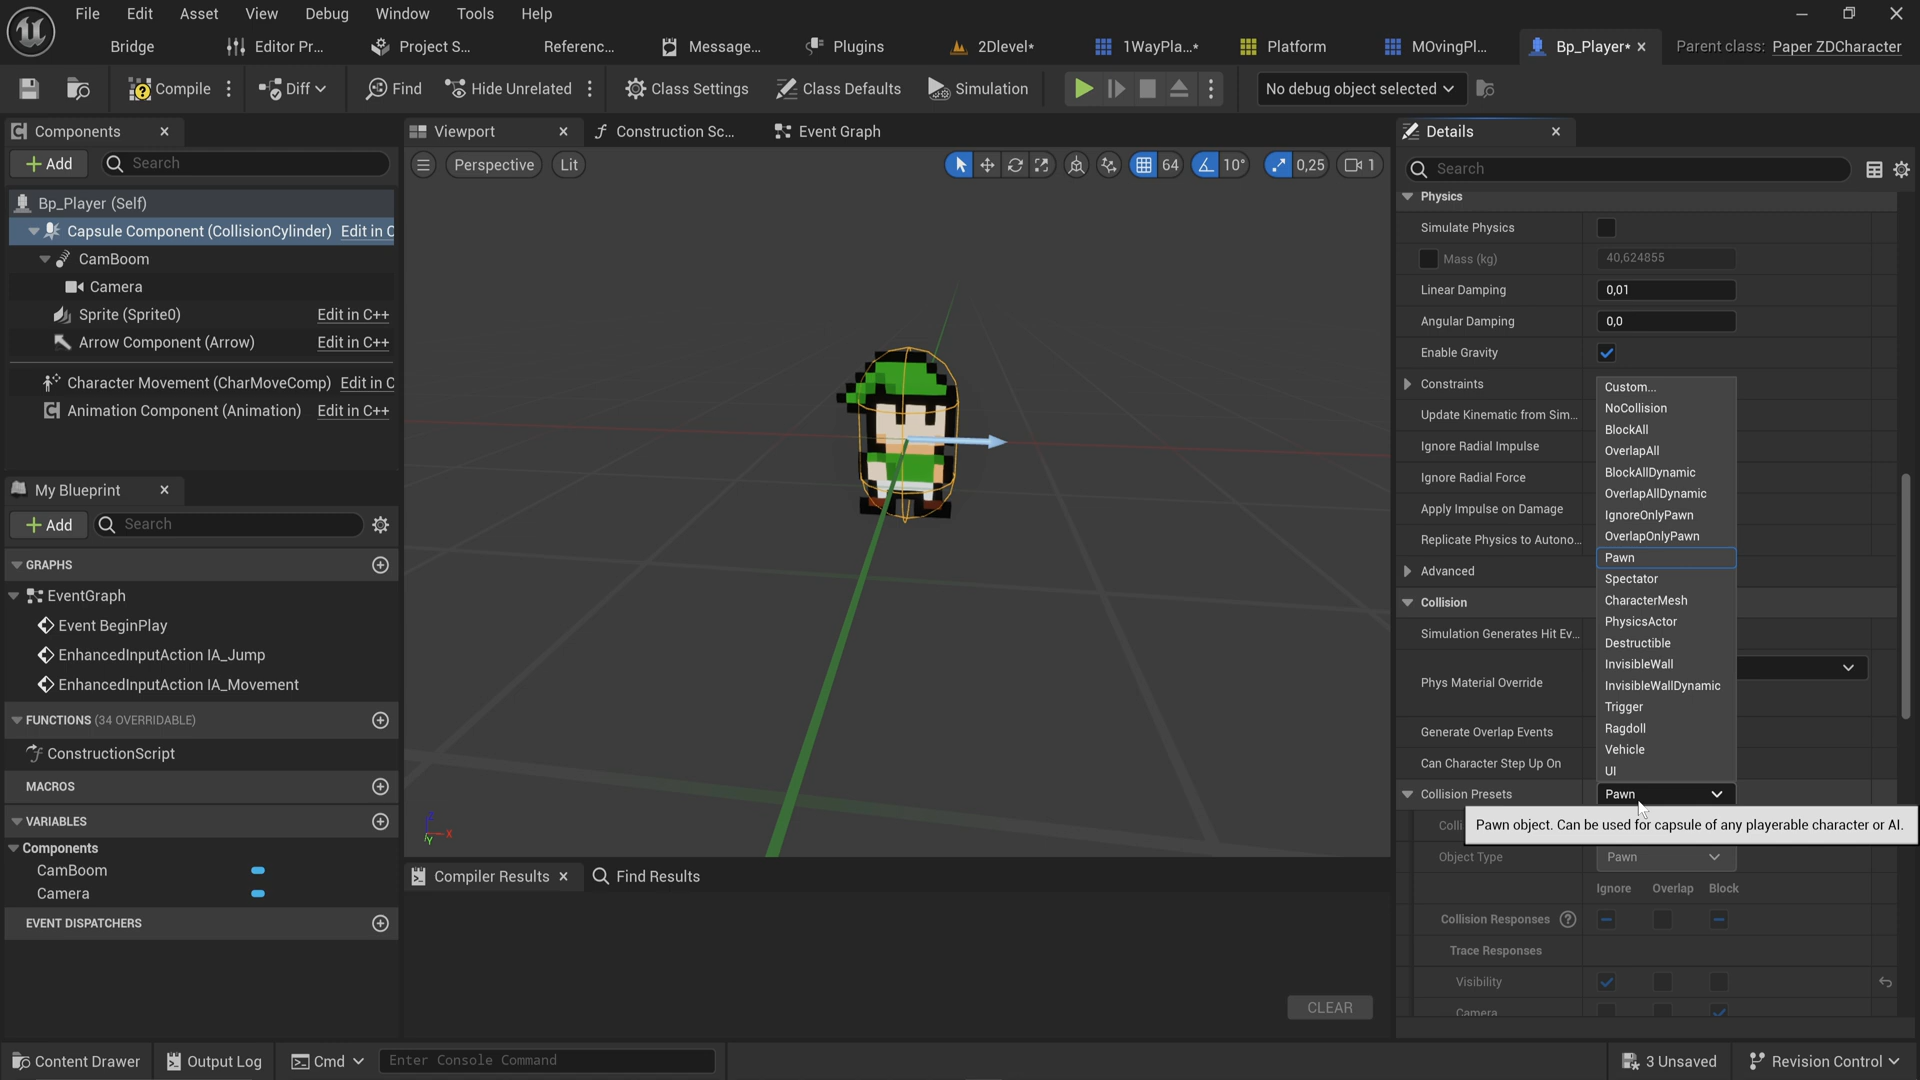 File Edit Asset View Debug Window Tools Help
Bridge Editor Pr... Project S... Referenc... Message... Plugins 2Dlevel* 1WayPla...* Platform MOvingPl... Bp_Player* Parent class: Paper ZDCharacter
Compile Diff Find Hide Unrelated Class Settings Class Defaults Simulation No debug object selected
Components
Add Search
Bp_Player (Self)
Capsule Component (CollisionCylinder) Edit in C
CamBoom
Camera
Sprite (Sprite0) Edit in C++
Arrow Component (Arrow) Edit in C++
Character Movement (CharMoveComp) Edit in C
Animation Component (Animation) Edit in C++
My Blueprint
Add Search
GRAPHS
EventGraph
Event BeginPlay
EnhancedInputAction IA_Jump
EnhancedInputAction IA_Movement
FUNCTIONS (34 OVERRIDABLE)
ConstructionScript
MACROS
VARIABLES
Components
CamBoom
Camera
EVENT DISPATCHERS
Viewport Construction Sc... Event Graph
Perspective Lit 64 10° 0,25 1
Z X Y
Compiler Results Find Results
CLEAR
Details
Search
Physics
Simulate Physics
Mass (kg) 40,624855
Linear Damping 0,01
Angular Damping 0,0
Enable Gravity
Constraints
Update Kinematic from Sim...
Ignore Radial Impulse
Ignore Radial Force
Apply Impulse on Damage
Replicate Physics to Autono...
Advanced
Collision
Simulation Generates Hit Ev...
Phys Material Override
Generate Overlap Events
Can Character Step Up On
Custom...
NoCollision
BlockAll
OverlapAll
BlockAllDynamic
OverlapAllDynamic
IgnoreOnlyPawn
OverlapOnlyPawn
Pawn
Spectator
CharacterMesh
PhysicsActor
Destructible
InvisibleWall
InvisibleWallDynamic
Trigger
Ragdoll
Vehicle
UI
Collision Presets Pawn
Colli
Pawn object. Can be used for capsule of any playerable character or AI.
Object Type Pawn
Ignore Overlap Block
Collision Responses
Trace Responses
Visibility
Camera
Content Drawer Output Log Cmd Enter Console Command 3 Unsaved Revision Control